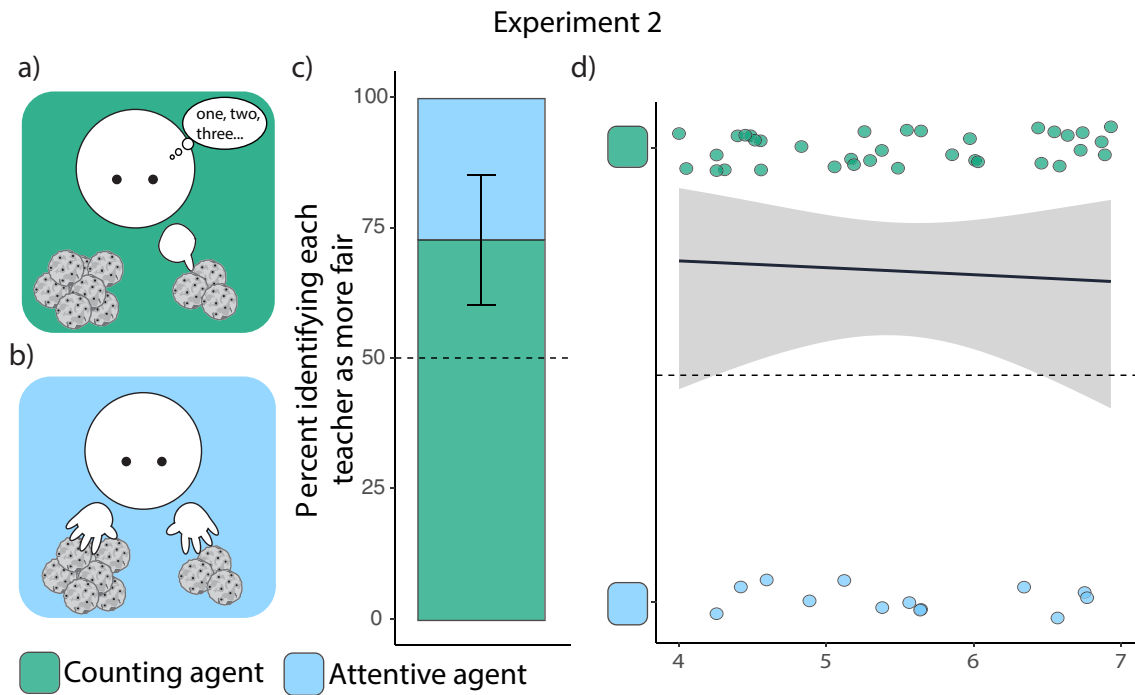 Experiment 2
a)
one, two,
three...
b)
c)
Percent identifying each
teacher as more fair
100
75
50
25
0
d)
4
5
6
7
Counting agent
Attentive agent